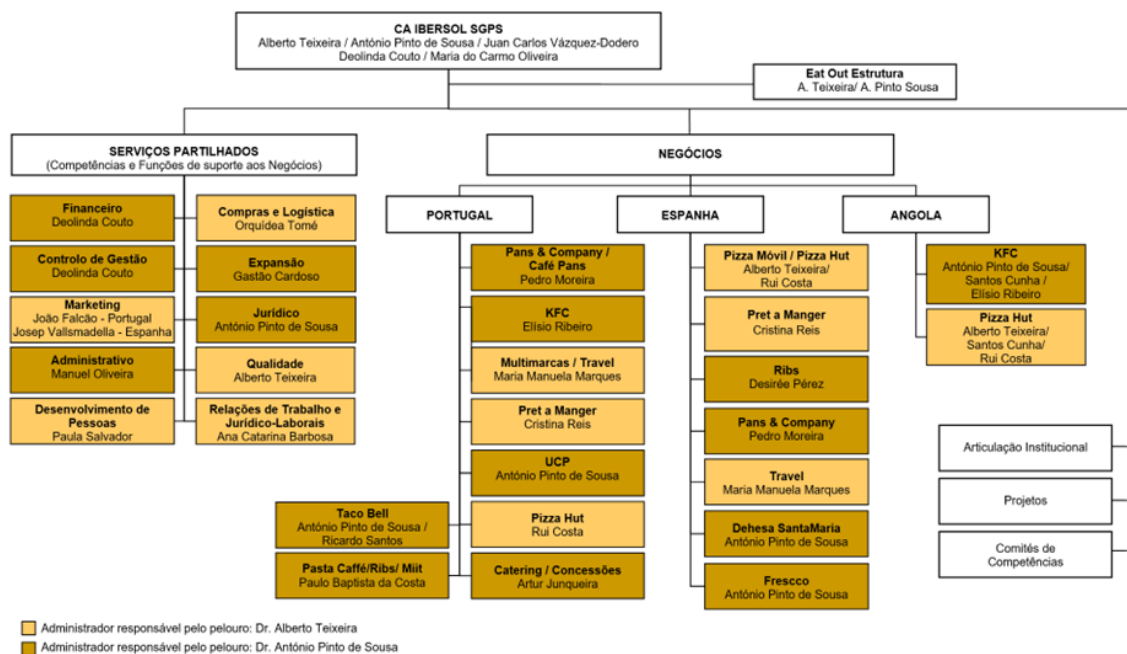 CA IBERSOL SGPS
Alberto Teixeira / António Pinto de Sousa / Juan Carlos Vázquez-Dodero
Deolinda Couto / Maria do Carmo Oliveira
Eat Out Estrutura
A. Teixeira/ A. Pinto Sousa
SERVIÇOS PARTILHADOS
(Competências e Funções de suporte aos Negócios)
Financeiro
Deolinda Couto
Compras e Logística
Orquídea Tomé
Controlo de Gestão
Deolinda Couto
Expansão
Gastão Cardoso
Marketing
João Falcão - Portugal
Josep Vallsmadella - Espanha
Jurídico
António Pinto de Sousa
Administrativo
Manuel Oliveira
Qualidade
Alberto Teixeira
Desenvolvimento de
Pessoas
Paula Salvador
Relações de Trabalho e
Jurídico-Laborais
Ana Catarina Barbosa
NEGÓCIOS
PORTUGAL
Pans & Company /
Café Pans
Pedro Moreira
KFC
Elísio Ribeiro
Multimarcas / Travel
Maria Manuela Marques
Pret a Manger
Cristina Reis
UCP
António Pinto de Sousa
Taco Bell
António Pinto de Sousa /
Ricardo Santos
Pizza Hut
Rui Costa
Pasta Caffé/Ribs/ Miit
Paulo Baptista da Costa
Catering / Concessões
Artur Junqueira
ESPANHA
Pizza Móvil / Pizza Hut
Alberto Teixeira/
Rui Costa
Pret a Manger
Cristina Reis
Ribs
Desirée Pérez
Pans & Company
Pedro Moreira
Travel
Maria Manuela Marques
Dehesa SantaMaria
António Pinto de Sousa
Frescco
António Pinto de Sousa
ANGOLA
KFC
António Pinto de Sousa/
Santos Cunha /
Elísio Ribeiro
Pizza Hut
Alberto Teixeira/
Santos Cunha/
Rui Costa
Articulação Institucional
Projetos
Comités de
Competências
Administrador responsável pelo pelouro: Dr. Alberto Teixeira
Administrador responsável pelo pelouro: Dr. António Pinto de Sousa